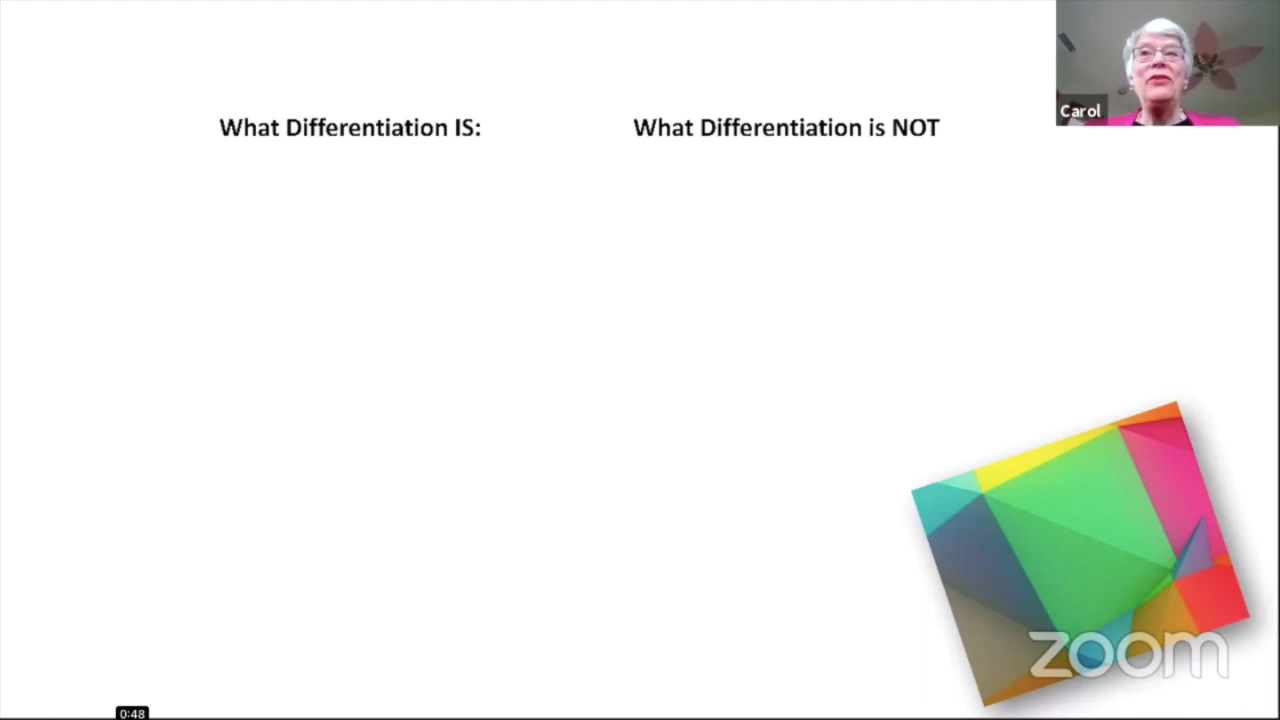 Carol
What Differentiation IS:
What Differentiation is NOT
zoom
0:48